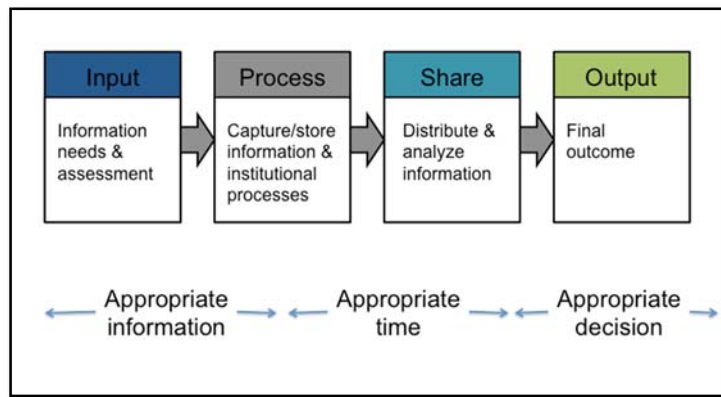 Input
Information
needs &
assessment
Process
Capture/store
information &
institutional
processes
Share
Distribute &
analyze
information
Output
Final
outcome
Appropriate
information
Appropriate
time
Appropriate
decision